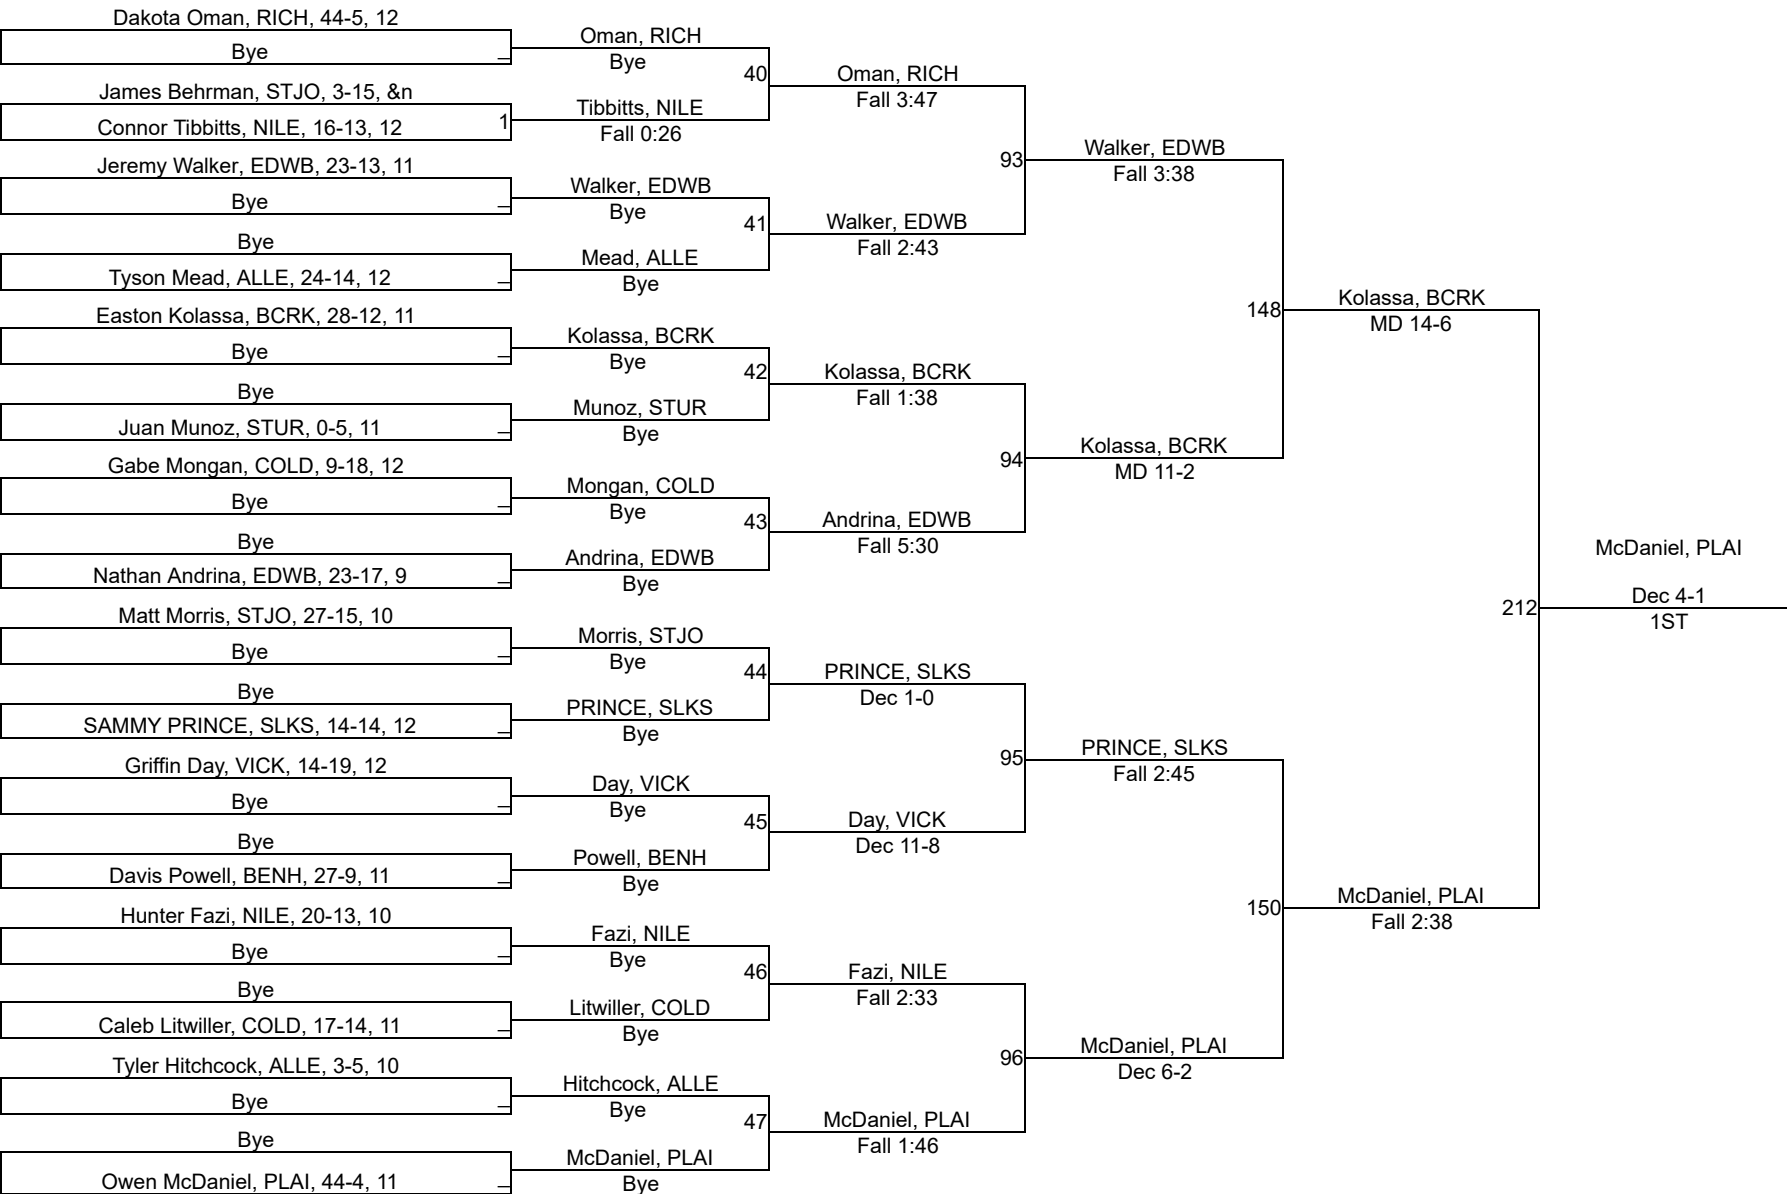 Dakota Oman, RICH, 44-5, 12
Bye
_
James Behrman, STJO, 3-15, &n
Connor Tibbitts, NILE, 16-13, 12
1
Jeremy Walker, EDWB, 23-13, 11
Bye
_
Bye
Tyson Mead, ALLE, 24-14, 12
_
Easton Kolassa, BCRK, 28-12, 11
Bye
_
Bye
Juan Munoz, STUR, 0-5, 11
_
Gabe Mongan, COLD, 9-18, 12
Bye
_
Bye
Nathan Andrina, EDWB, 23-17, 9
_
Matt Morris, STJO, 27-15, 10
Bye
_
Bye
SAMMY PRINCE, SLKS, 14-14, 12
_
Griffin Day, VICK, 14-19, 12
Bye
_
Bye
Davis Powell, BENH, 27-9, 11
_
Hunter Fazi, NILE, 20-13, 10
Bye
_
Bye
Caleb Litwiller, COLD, 17-14, 11
_
Tyler Hitchcock, ALLE, 3-5, 10
Bye
_
Bye
Owen McDaniel, PLAI, 44-4, 11
_
Oman, RICH
Bye
40
Tibbitts, NILE
Fall 0:26
Walker, EDWB
Bye
41
Mead, ALLE
Bye
Kolassa, BCRK
Bye
42
Munoz, STUR
Bye
Mongan, COLD
Bye
43
Andrina, EDWB
Bye
Morris, STJO
Bye
44
PRINCE, SLKS
Bye
Day, VICK
Bye
45
Powell, BENH
Bye
Fazi, NILE
Bye
46
Litwiller, COLD
Bye
Hitchcock, ALLE
Bye
47
McDaniel, PLAI
Bye
Oman, RICH
Fall 3:47
93
Walker, EDWB
Fall 2:43
Kolassa, BCRK
Fall 1:38
94
Andrina, EDWB
Fall 5:30
PRINCE, SLKS
Dec 1-0
95
Day, VICK
Dec 11-8
Fazi, NILE
Fall 2:33
96
McDaniel, PLAI
Fall 1:46
Walker, EDWB
Fall 3:38
148
Kolassa, BCRK
MD 11-2
PRINCE, SLKS
Fall 2:45
150
McDaniel, PLAI
Dec 6-2
Kolassa, BCRK
MD 14-6
212
McDaniel, PLAI
Fall 2:38
McDaniel, PLAI
Dec 4-1
1ST